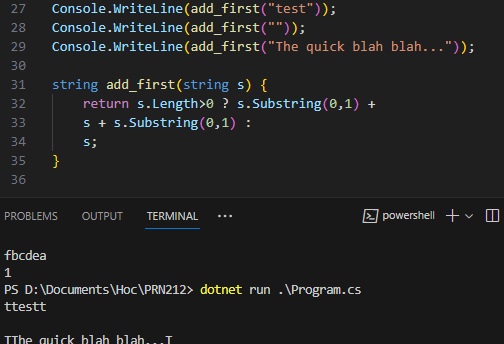 27 Console.WriteLine(add_first("test"));
28 Console.WriteLine(add_first(""));
29 Console.WriteLine(add_first("The quick blah blah..."));
30
31 string add_first(string s) {
32     return s.Length>0 ? s.Substring(0,1) +
33     s + s.Substring(0,1) :
34     s;
35 }
36
PROBLEMS OUTPUT TERMINAL ··· powershell
fbcdea
1
PS D:\Documents\Hoc\PRN212> dotnet run .\Program.cs
ttestt

TThe quick blah blah...T